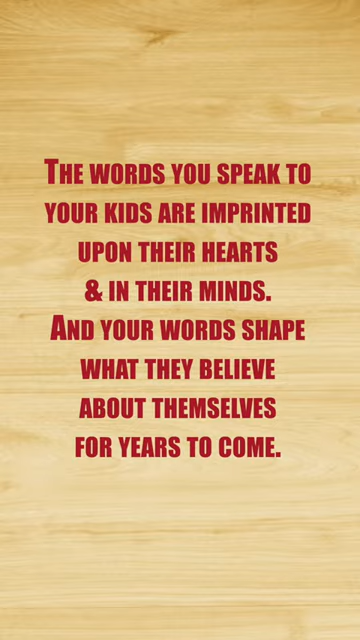 The words you speak to
your kids are imprinted
upon their hearts
& in their minds.
And your words shape
what they believe
about themselves
for years to come.